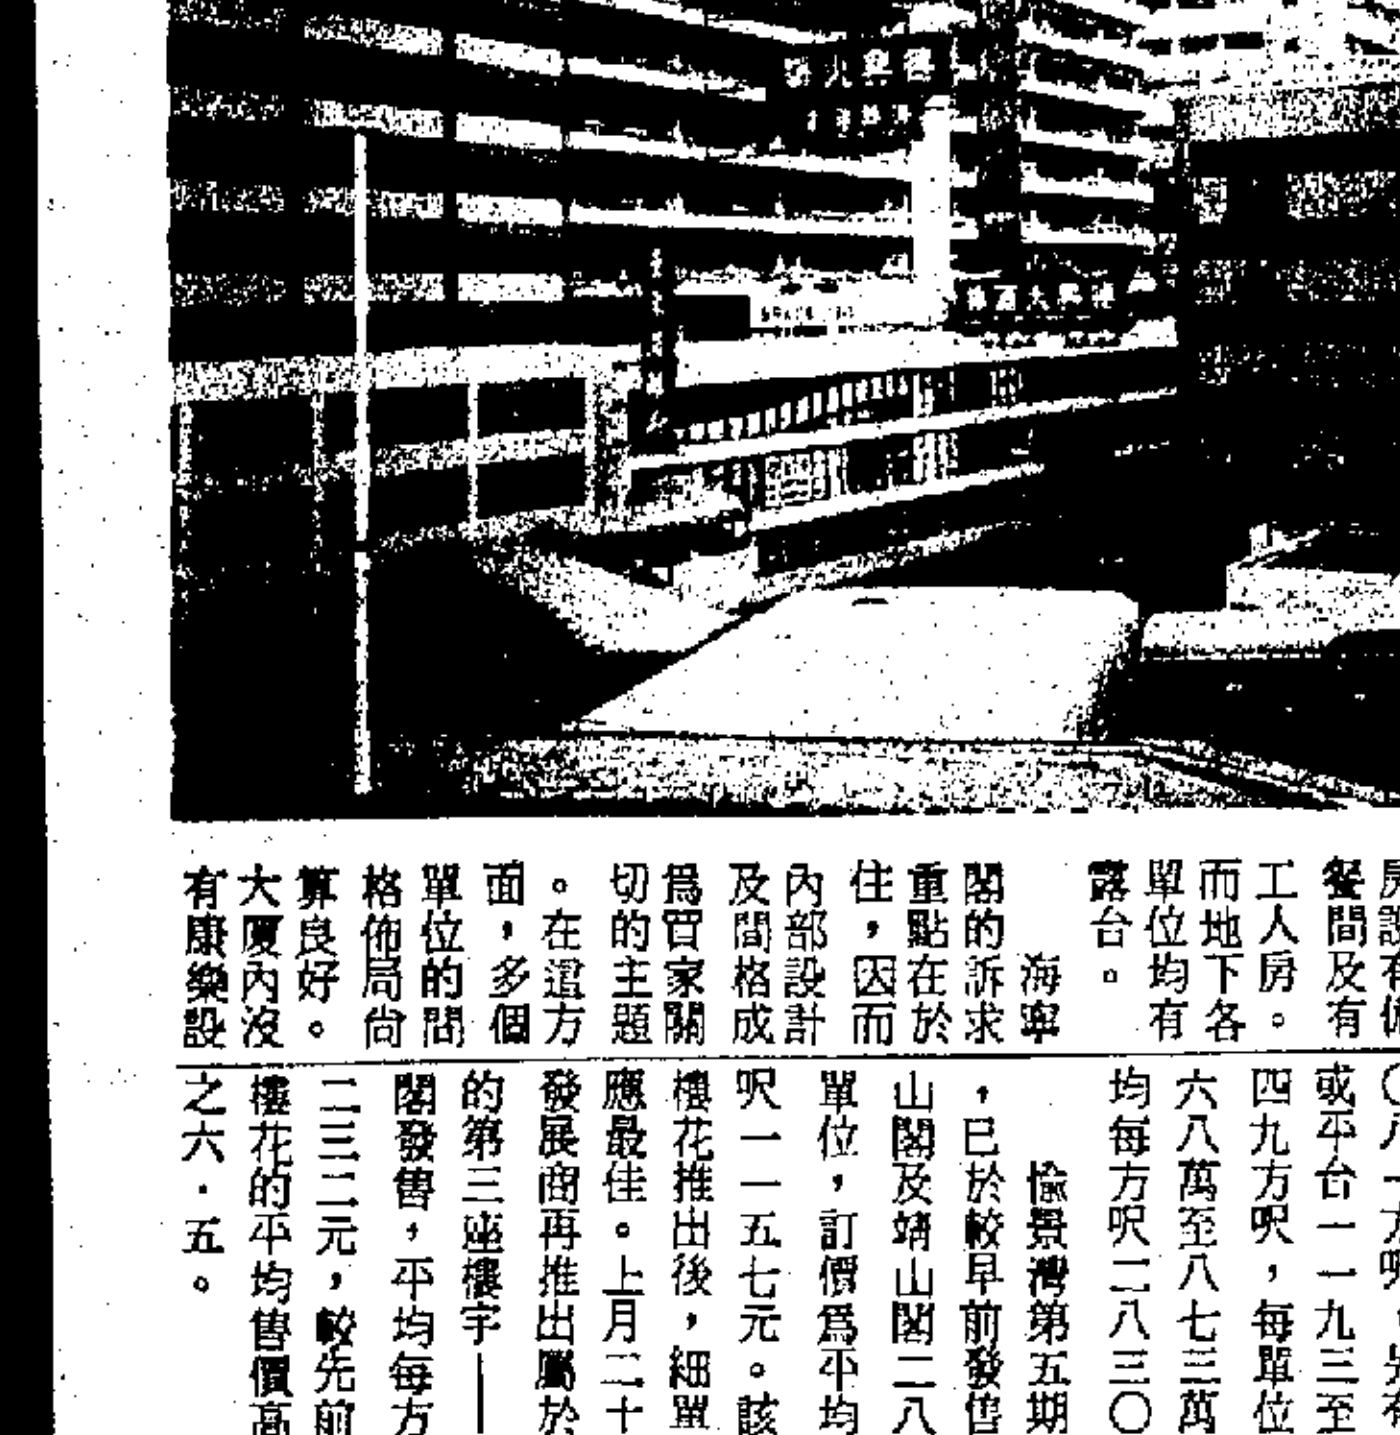 德興大
德興大廈
餐間及有
工人房。
而地下各
單位均有
露台。
海寧
閣的訴求
重點在於
住，因而
內部設計
及間格成
爲買家關
切的主題
。在這方
面，多個
單位的間
格佈局尚
算良好。
大厦內沒
有康樂設
或平台一一九三至
四九方呎，每單位
六八萬至八七三萬
均每方呎二八三〇
愉景灣第五期
，已於較早前發售
山閣及靖山閣二八
單位，訂價爲平均
呎一一五七元。該
樓花推出後，細單
應最佳。上月二十
發展商再推出屬於
的第三座樓宇—
閣發售，平均每方
二三二元，較先前
樓花的平均售價高
之六．五。